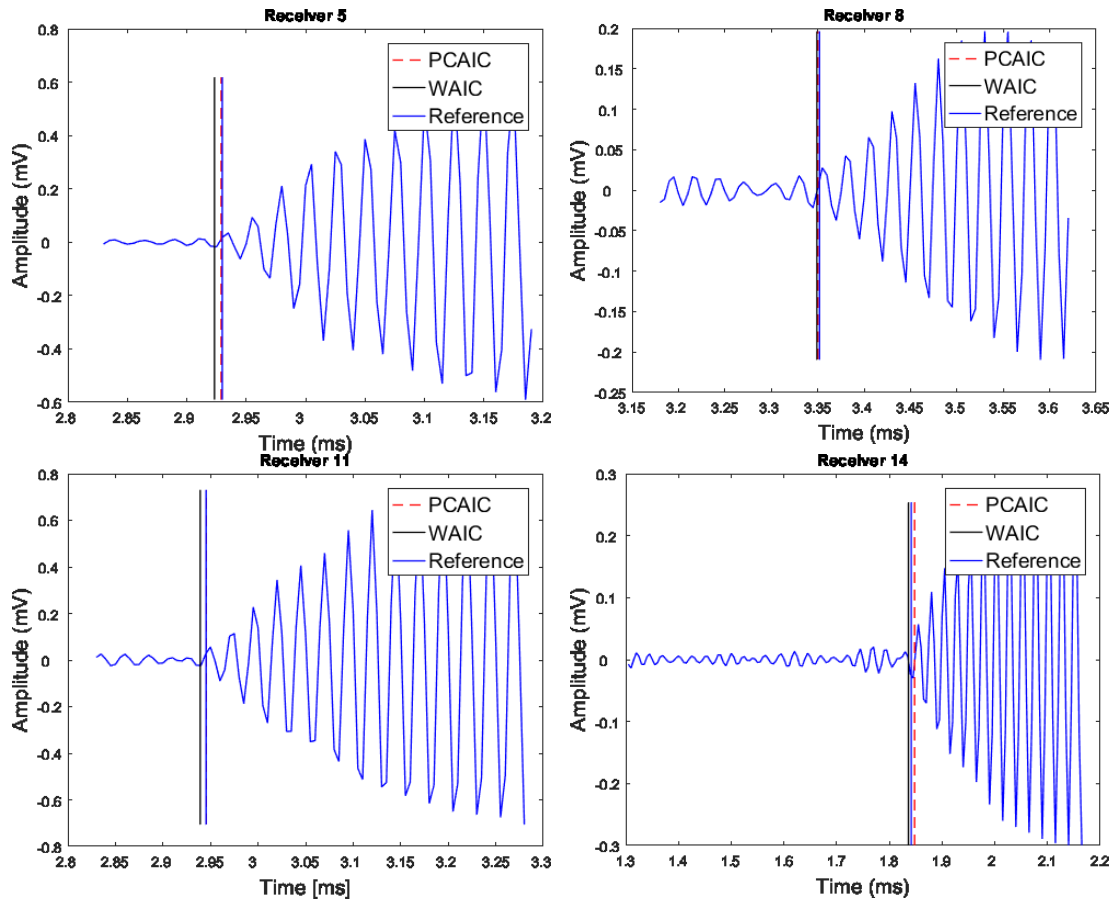 Receiver 5
0.8
0.6
0.4
0.2
0
-0.2
-0.4
-0.6
Amplitude (mV)
2.8 2.85 2.9 2.95 3 3.05 3.1 3.15 3.2
Time (ms)
PCAIC
WAIC
Reference
Receiver 8
0.2
0.15
0.1
0.05
0
-0.05
-0.1
-0.15
-0.2
-0.25
Amplitude (mV)
3.15 3.2 3.25 3.3 3.35 3.4 3.45 3.5 3.55 3.6 3.65
Time (ms)
PCAIC
WAIC
Reference
Receiver 11
0.8
0.6
0.4
0.2
0
-0.2
-0.4
-0.6
-0.8
Amplitude (mV)
2.8 2.85 2.9 2.95 3 3.05 3.1 3.15 3.2 3.25 3.3
Time [ms]
PCAIC
WAIC
Reference
Receiver 14
0.3
0.2
0.1
0
-0.1
-0.2
-0.3
Amplitude (mV)
1.3 1.4 1.5 1.6 1.7 1.8 1.9 2 2.1 2.2
Time (ms)
PCAIC
WAIC
Reference